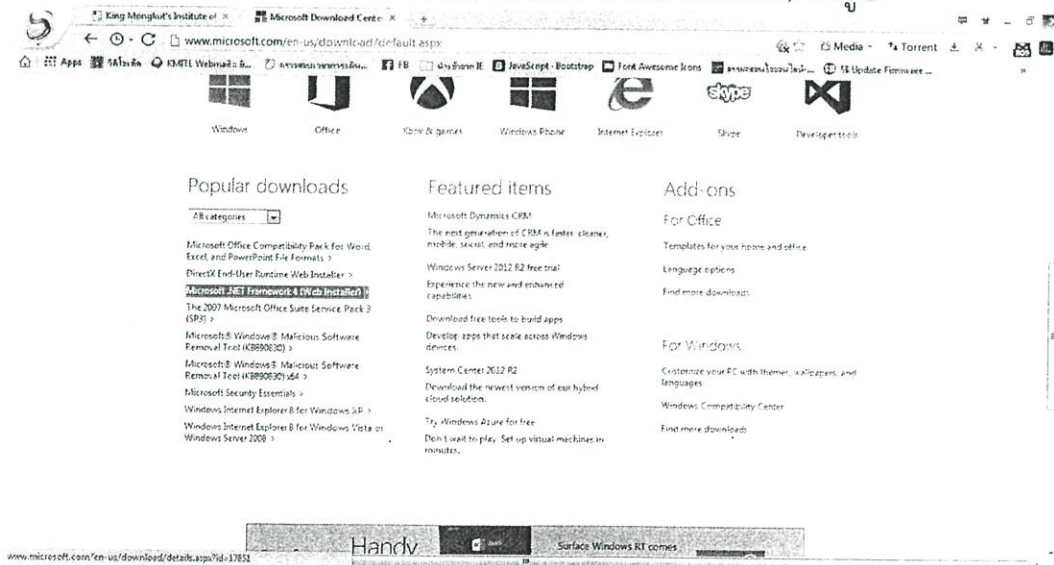 King Mongkut's Institute of
Microsoft Download Center
www.microsoft.com/en-us/download/default.aspx
Media
Torrent
Apps
KMITL Webmail
FB
JavaScript - Bootstrap
Font Awesome Icons
Update Firmware ...
skype
Windows
Office
Xbox & games
Windows Phone
Internet Explorer
Skype
Developer tools
Popular downloads
All categories
Microsoft Office Compatibility Pack for Word,
Excel, and PowerPoint File Formats >
DirectX End-User Runtime Web Installer >
Microsoft .NET Framework 4 (Web Installer) >
The 2007 Microsoft Office Suite Service Pack 3
(SP3) >
Microsoft® Windows® Malicious Software
Removal Tool (KB890830) >
Microsoft® Windows® Malicious Software
Removal Tool (KB890830) x64 >
Microsoft Security Essentials >
Windows Internet Explorer 8 for Windows XP >
Windows Internet Explorer 8 for Windows Vista or
Windows Server 2008 >
Featured items
Microsoft Dynamics CRM
The next generation of CRM is faster, cleaner,
mobile, social, and more agile.
Windows Server 2012 R2 free trial
Experience the new and enhanced
capabilities
Download free tools to build apps
Develop apps that scale across Windows
devices.
System Center 2012 R2
Download the newest version of our hybrid
cloud solution.
Try Windows Azure for free
Don't wait to play. Set up virtual machines in
minutes.
Add-ons
For Office
Templates for your home and office
Language options
Find more downloads
For Windows
Customize your PC with themes, wallpapers, and
languages
Windows Compatibility Center
Find more downloads
Handy
Surface Windows RT comes
www.microsoft.com/en-us/download/details.aspx?id=17851